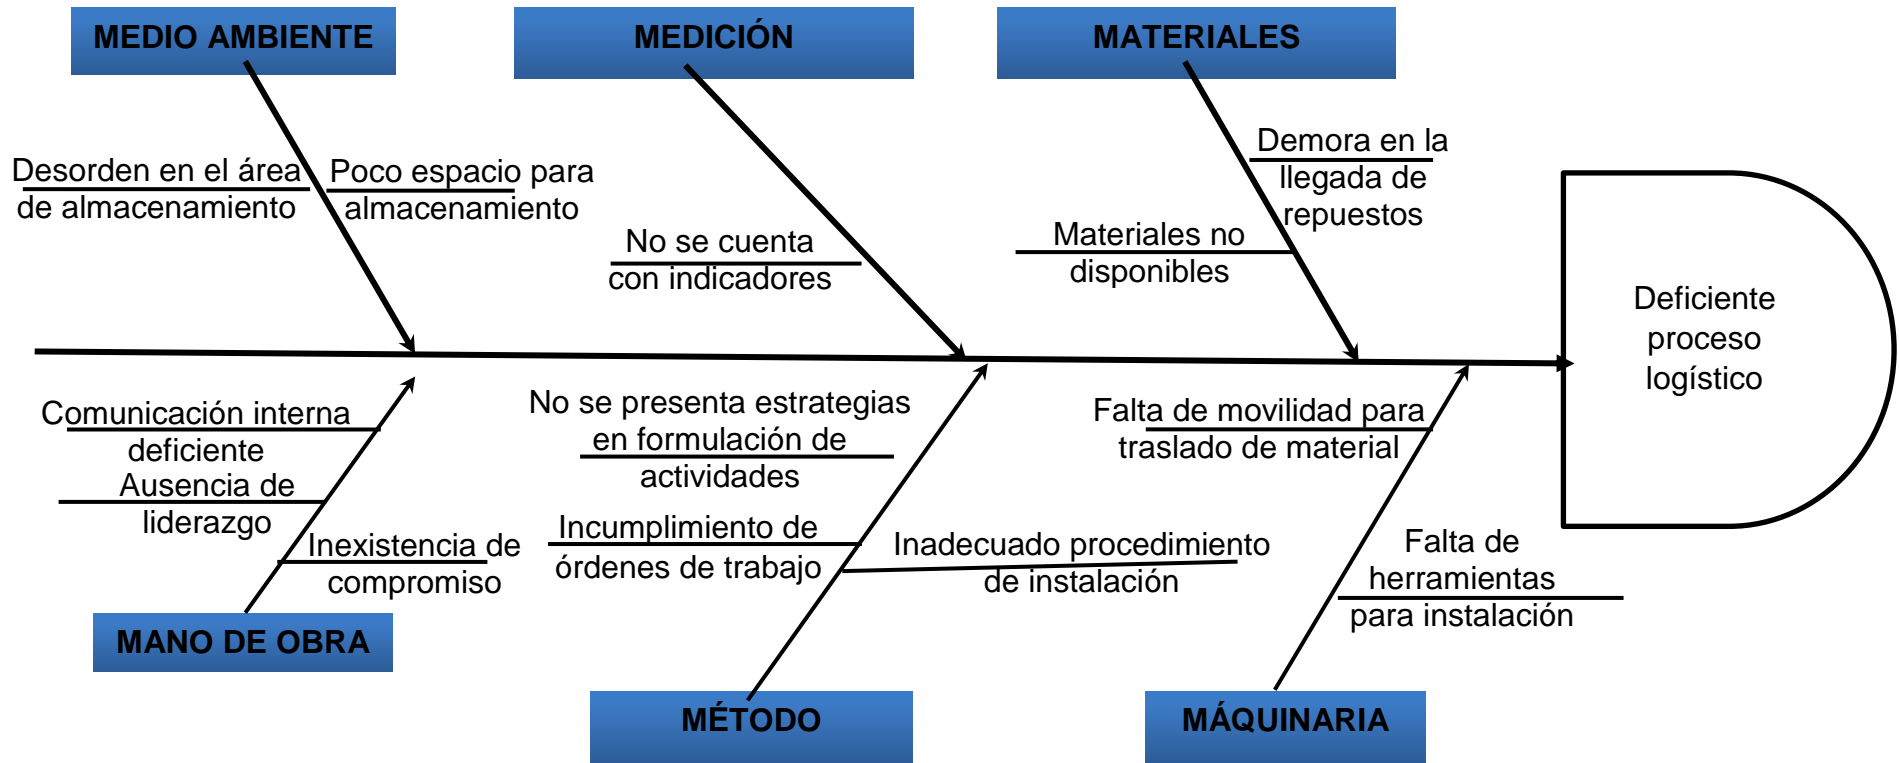 MEDIO AMBIENTE
MEDICIÓN
MATERIALES
Desorden en el área
de almacenamiento
Poco espacio para
almacenamiento
No se cuenta
con indicadores
Materiales no
disponibles
Demora en la
llegada de
repuestos
Deficiente
proceso
logístico
Comunicación interna
deficiente
Ausencia de
liderazgo
Inexistencia de
compromiso
No se presenta estrategias
en formulación de
actividades
Incumplimiento de
órdenes de trabajo
Inadecuado procedimiento
de instalación
Falta de movilidad para
traslado de material
Falta de
herramientas
para instalación
MANO DE OBRA
MÉTODO
MÁQUINARIA